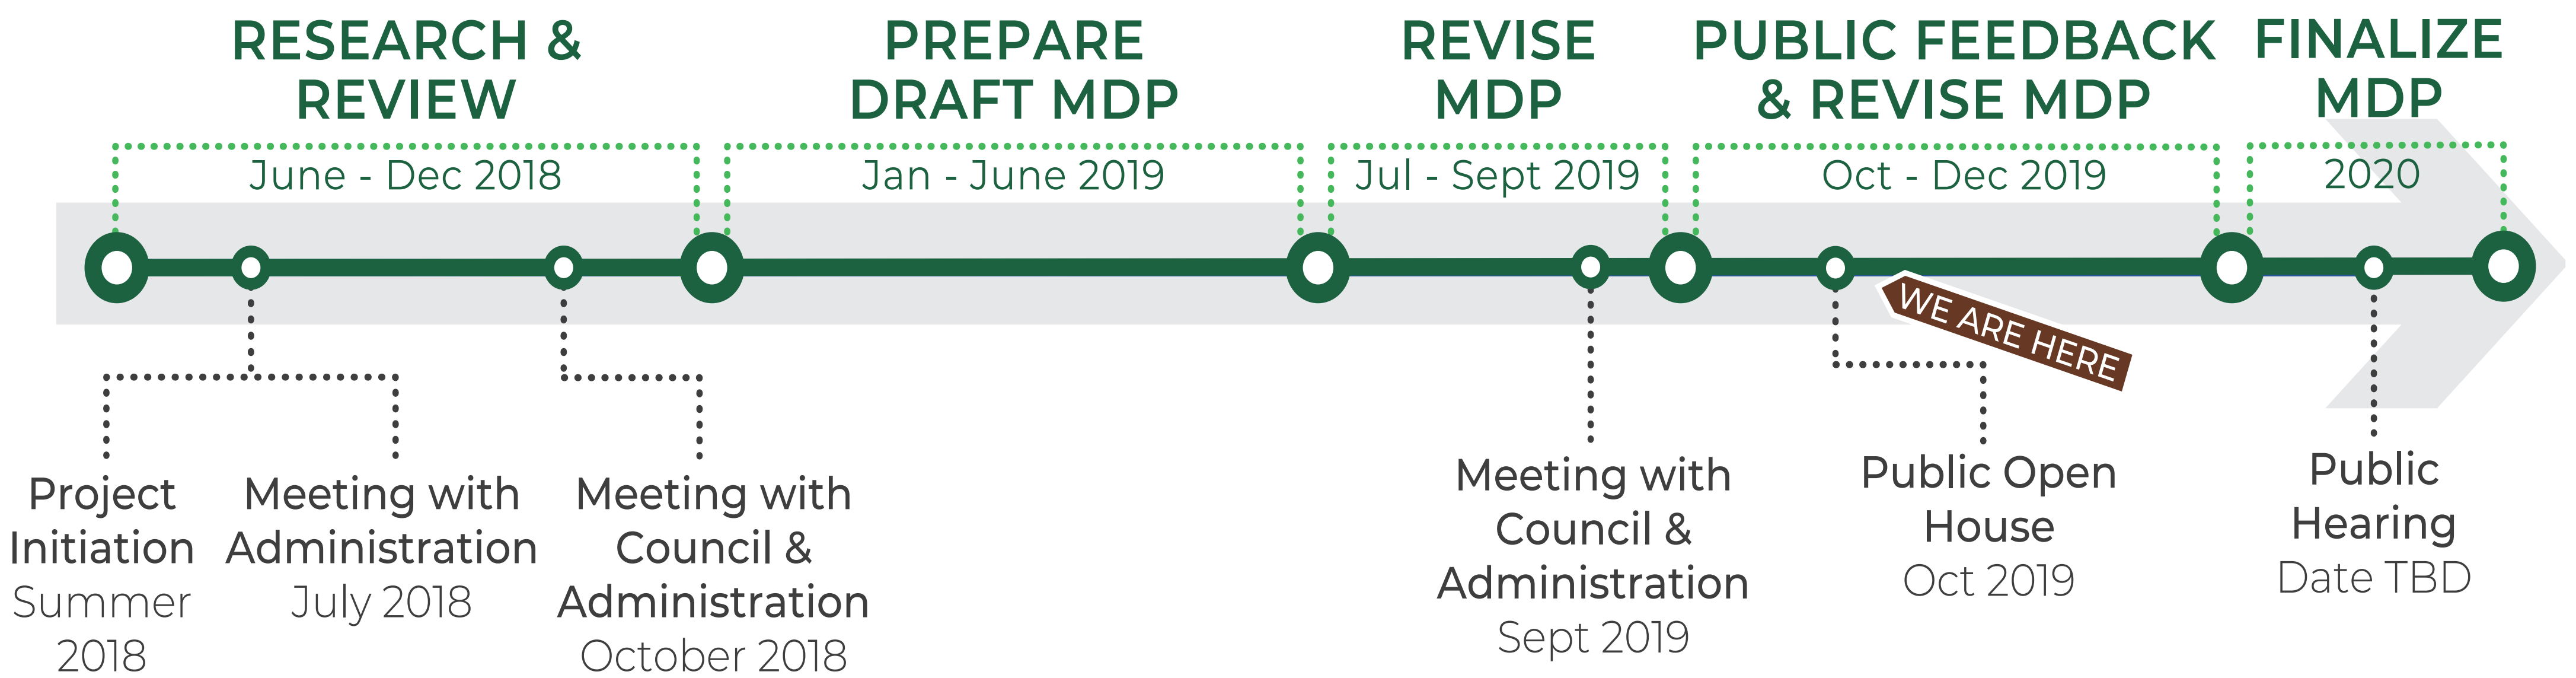 RESEARCH &
REVIEW
June - Dec 2018
PREPARE
DRAFT MDP
Jan - June 2019
REVISE
MDP
Jul - Sept 2019
PUBLIC FEEDBACK
& REVISE MDP
Oct - Dec 2019
FINALIZE
MDP
2020
WE ARE HERE
Project
Initiation
Summer
2018
Meeting with
Administration
July 2018
Meeting with
Council &
Administration
October 2018
Meeting with
Council &
Administration
Sept 2019
Public Open
House
Oct 2019
Public
Hearing
Date TBD